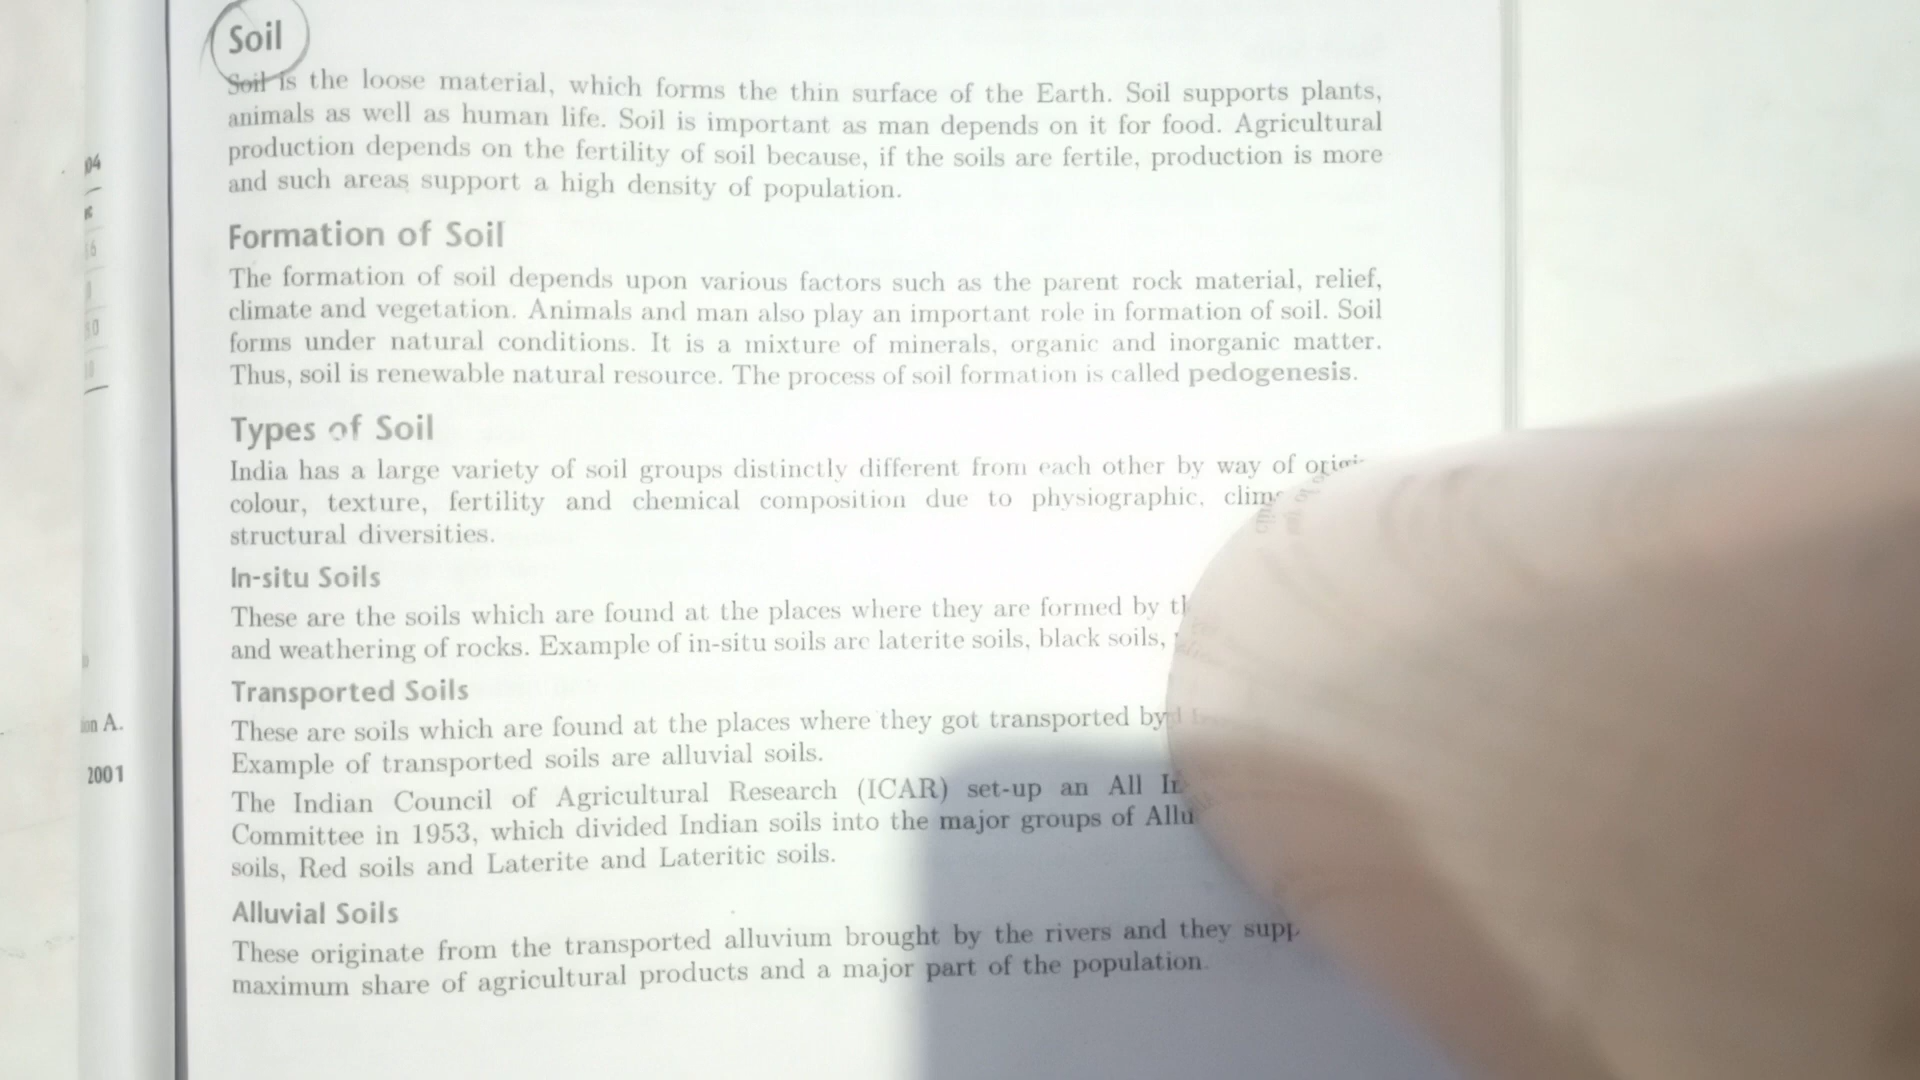 Soil
Soil is the loose material, which forms the thin surface of the Earth. Soil supports plants,
animals as well as human life. Soil is important as man depends on it for food. Agricultural
production depends on the fertility of soil because, if the soils are fertile, production is more
and such areas support a high density of population.
Formation of Soil
The formation of soil depends upon various factors such as the parent rock material, relief,
climate and vegetation. Animals and man also play an important role in formation of soil. Soil
forms under natural conditions. It is a mixture of minerals, organic and inorganic matter.
Thus, soil is renewable natural resource. The process of soil formation is called pedogenesis.
Types of Soil
India has a large variety of soil groups distinctly different from each other by way of
colour, texture, fertility and chemical composition due to physiographic,
structural diversities.
In-situ Soils
These are the soils which are found at the places where they are formed by
and weathering of rocks. Example of in-situ soils are laterite soils, black soils,
Transported Soils
These are soils which are found at the places where they got transported by
Example of transported soils are alluvial soils.
The Indian Council of Agricultural Research (ICAR) set-up an All
Committee in 1953, which divided Indian soils into the major groups of
soils, Red soils and Laterite and Lateritic soils.
Alluvial Soils
These originate from the transported alluvium brought by the rivers and they
maximum share of agricultural products and a major part of the population.
04
A.
2001